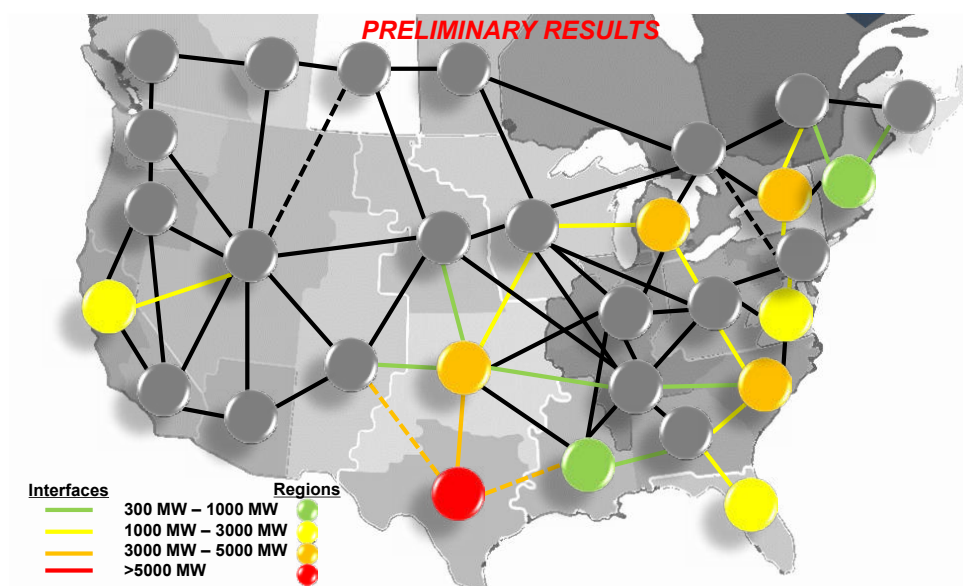 PRELIMINARY RESULTS
Interfaces Regions
300 MW – 1000 MW
1000 MW – 3000 MW
3000 MW – 5000 MW
>5000 MW